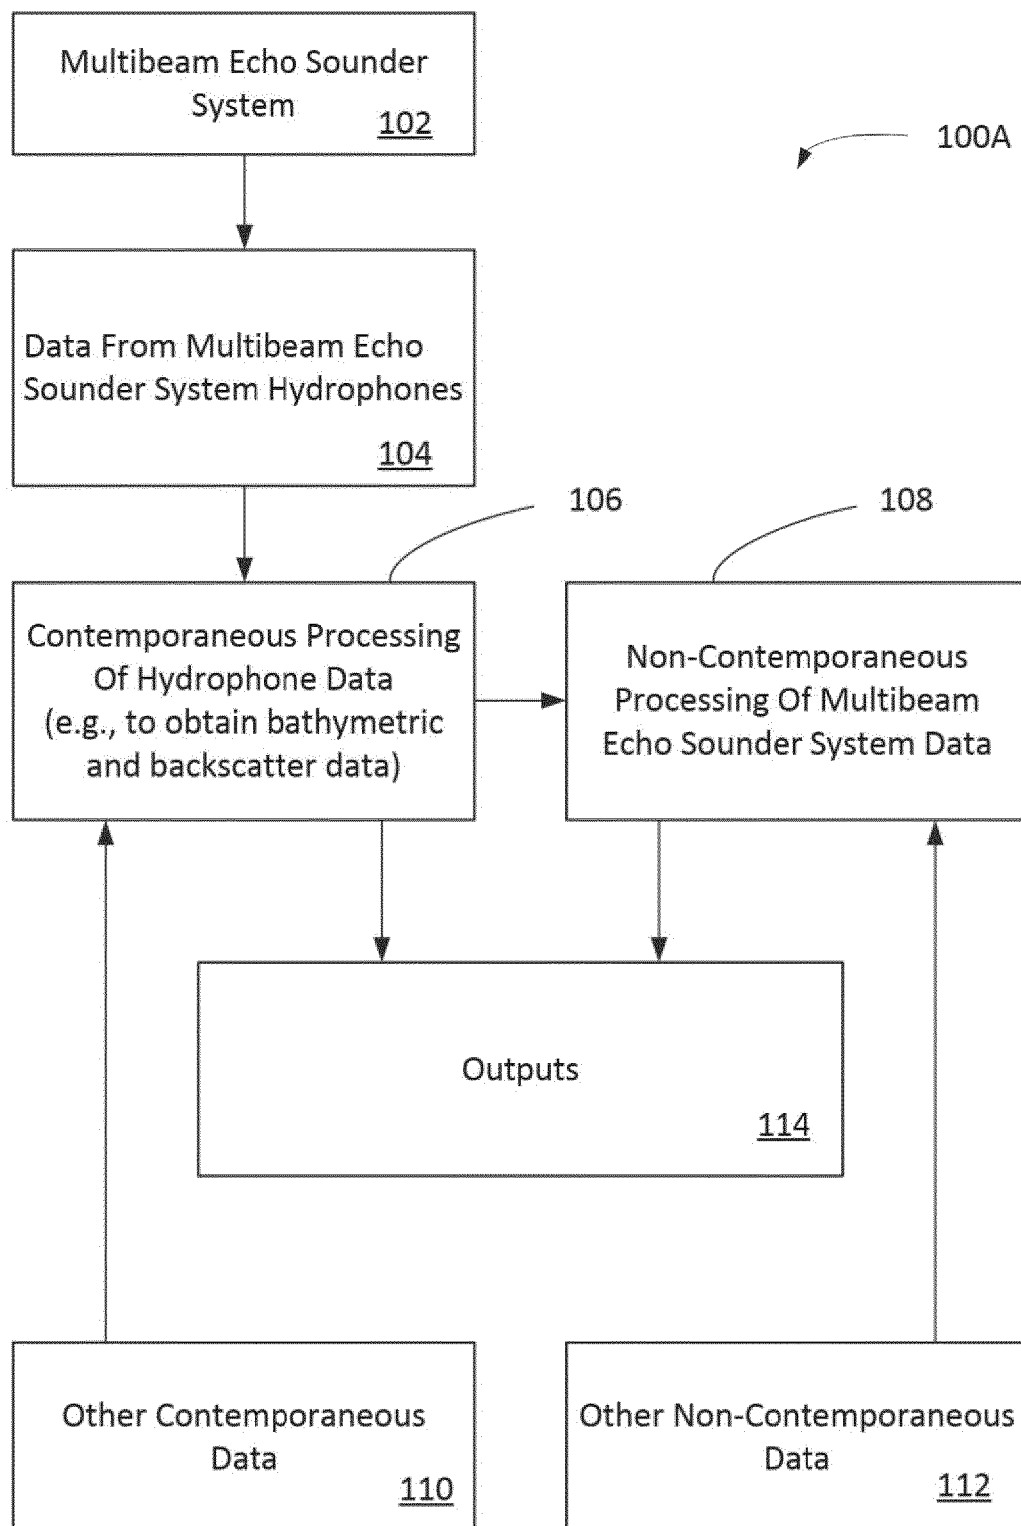 Multibeam Echo Sounder
System
102
100A
Data From Multibeam Echo
Sounder System Hydrophones
104
106
108
Contemporaneous Processing
Of Hydrophone Data
(e.g., to obtain bathymetric
and backscatter data)
Non-Contemporaneous
Processing Of Multibeam
Echo Sounder System Data
Outputs
114
Other Contemporaneous
Data
110
Other Non-Contemporaneous
Data
112